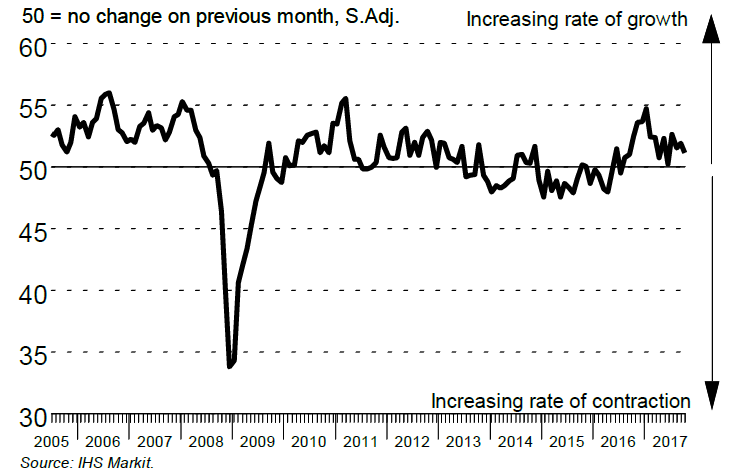 50 = no change on previous month, S.Adj.
Increasing rate of growth
60
55
50
45
40
35
30
Increasing rate of contraction
2005 2006 2007 2008 2009 2010 2011 2012 2013 2014 2015 2016 2017
Source: IHS Markit.